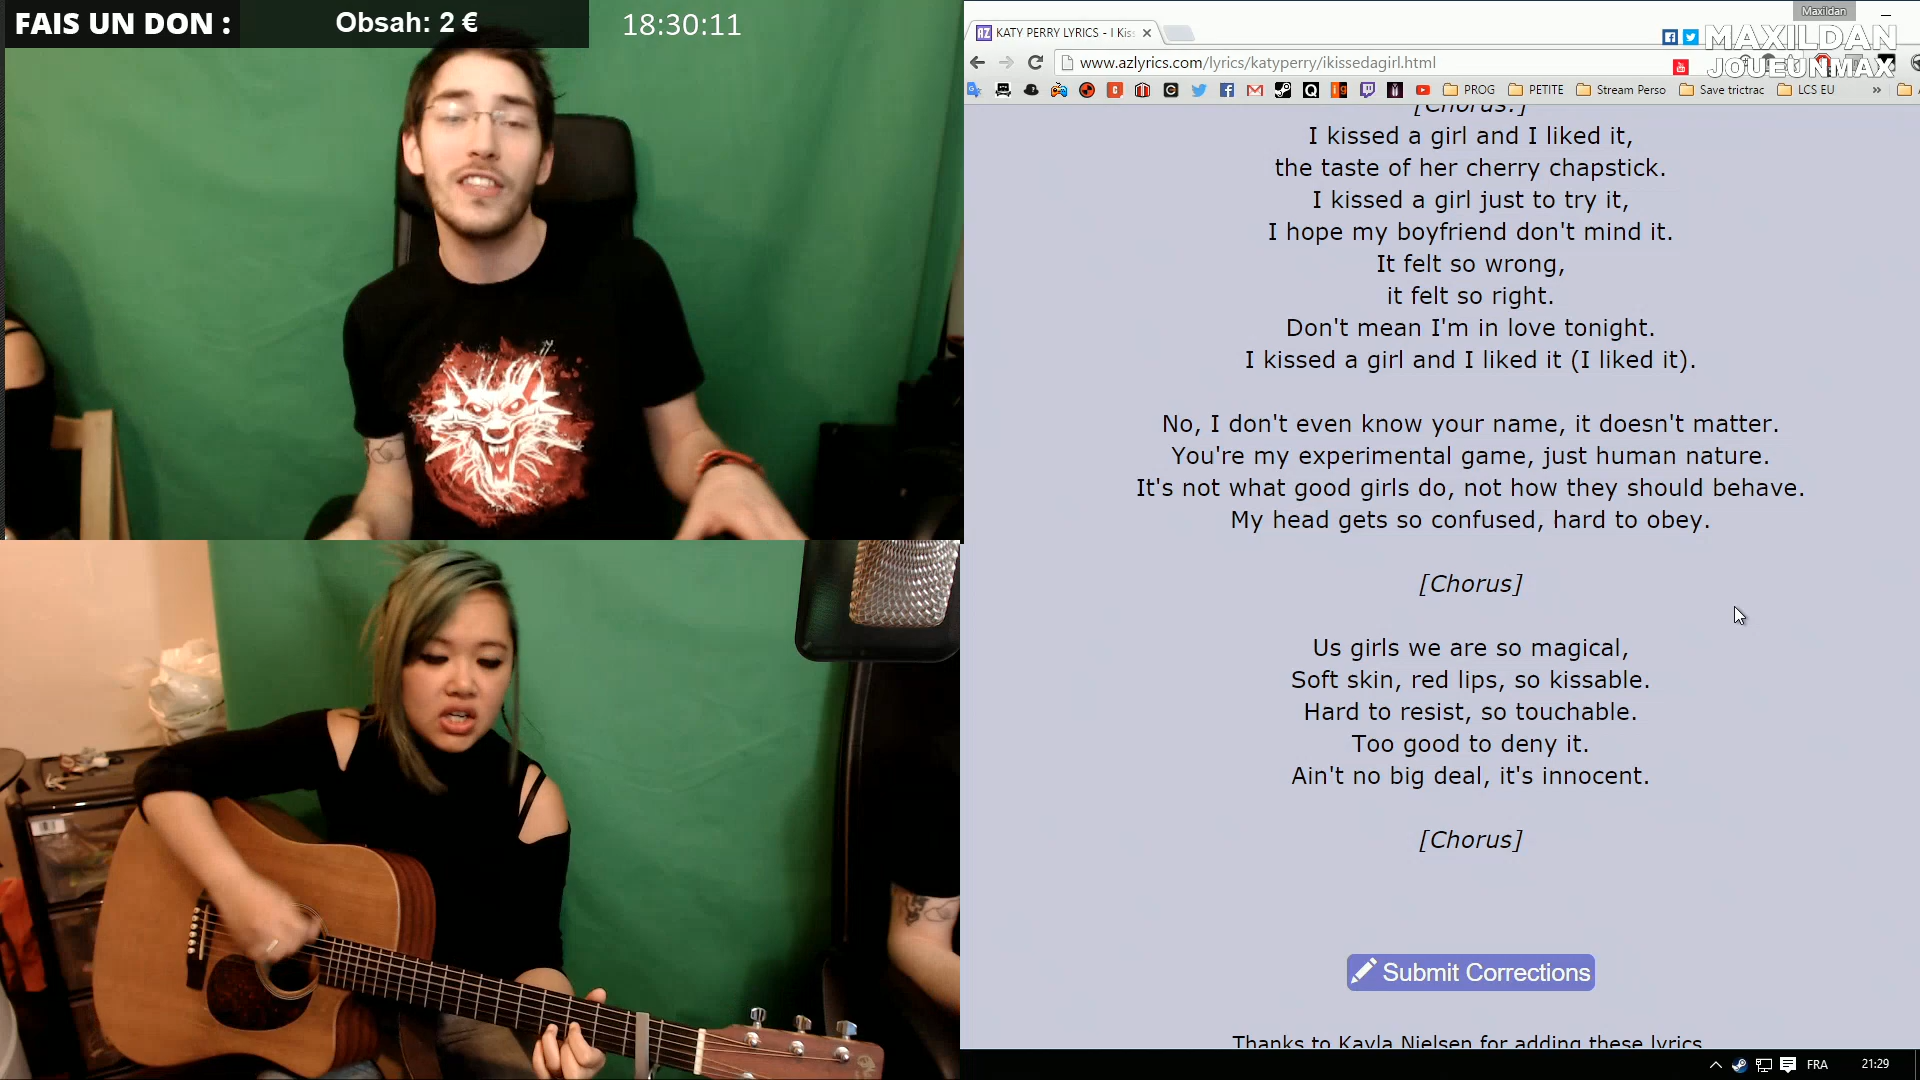 FAIS UN DON :
Obsah: 2 €
18:30:11
Maxildan
KATY PERRY LYRICS - I Kis
MAXILDAN
www.azlyrics.com/lyrics/katyperry/ikissedagirl.html
JOUEUNMAX
PROG
PETITE
Stream Perso
Save trictrac
LCS EU
[Chorus:]
I kissed a girl and I liked it,
the taste of her cherry chapstick.
I kissed a girl just to try it,
I hope my boyfriend don't mind it.
It felt so wrong,
it felt so right.
Don't mean I'm in love tonight.
I kissed a girl and I liked it (I liked it).
No, I don't even know your name, it doesn't matter.
You're my experimental game, just human nature.
It's not what good girls do, not how they should behave.
My head gets so confused, hard to obey.
[Chorus]
Us girls we are so magical,
Soft skin, red lips, so kissable.
Hard to resist, so touchable.
Too good to deny it.
Ain't no big deal, it's innocent.
[Chorus]
Submit Corrections
Thanks to Kayla Nielsen for adding these lyrics
FRA
21:29